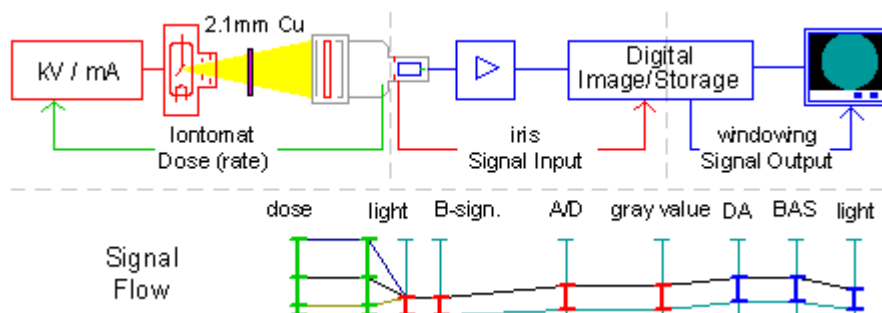 2.1mm Cu
kV / mA
Digital
Image/Storage
Iontomat
Dose (rate)
iris
Signal Input
windowing
Signal Output
dose
light
B-sign.
A/D
gray value
DA
BAS
light
Signal
Flow